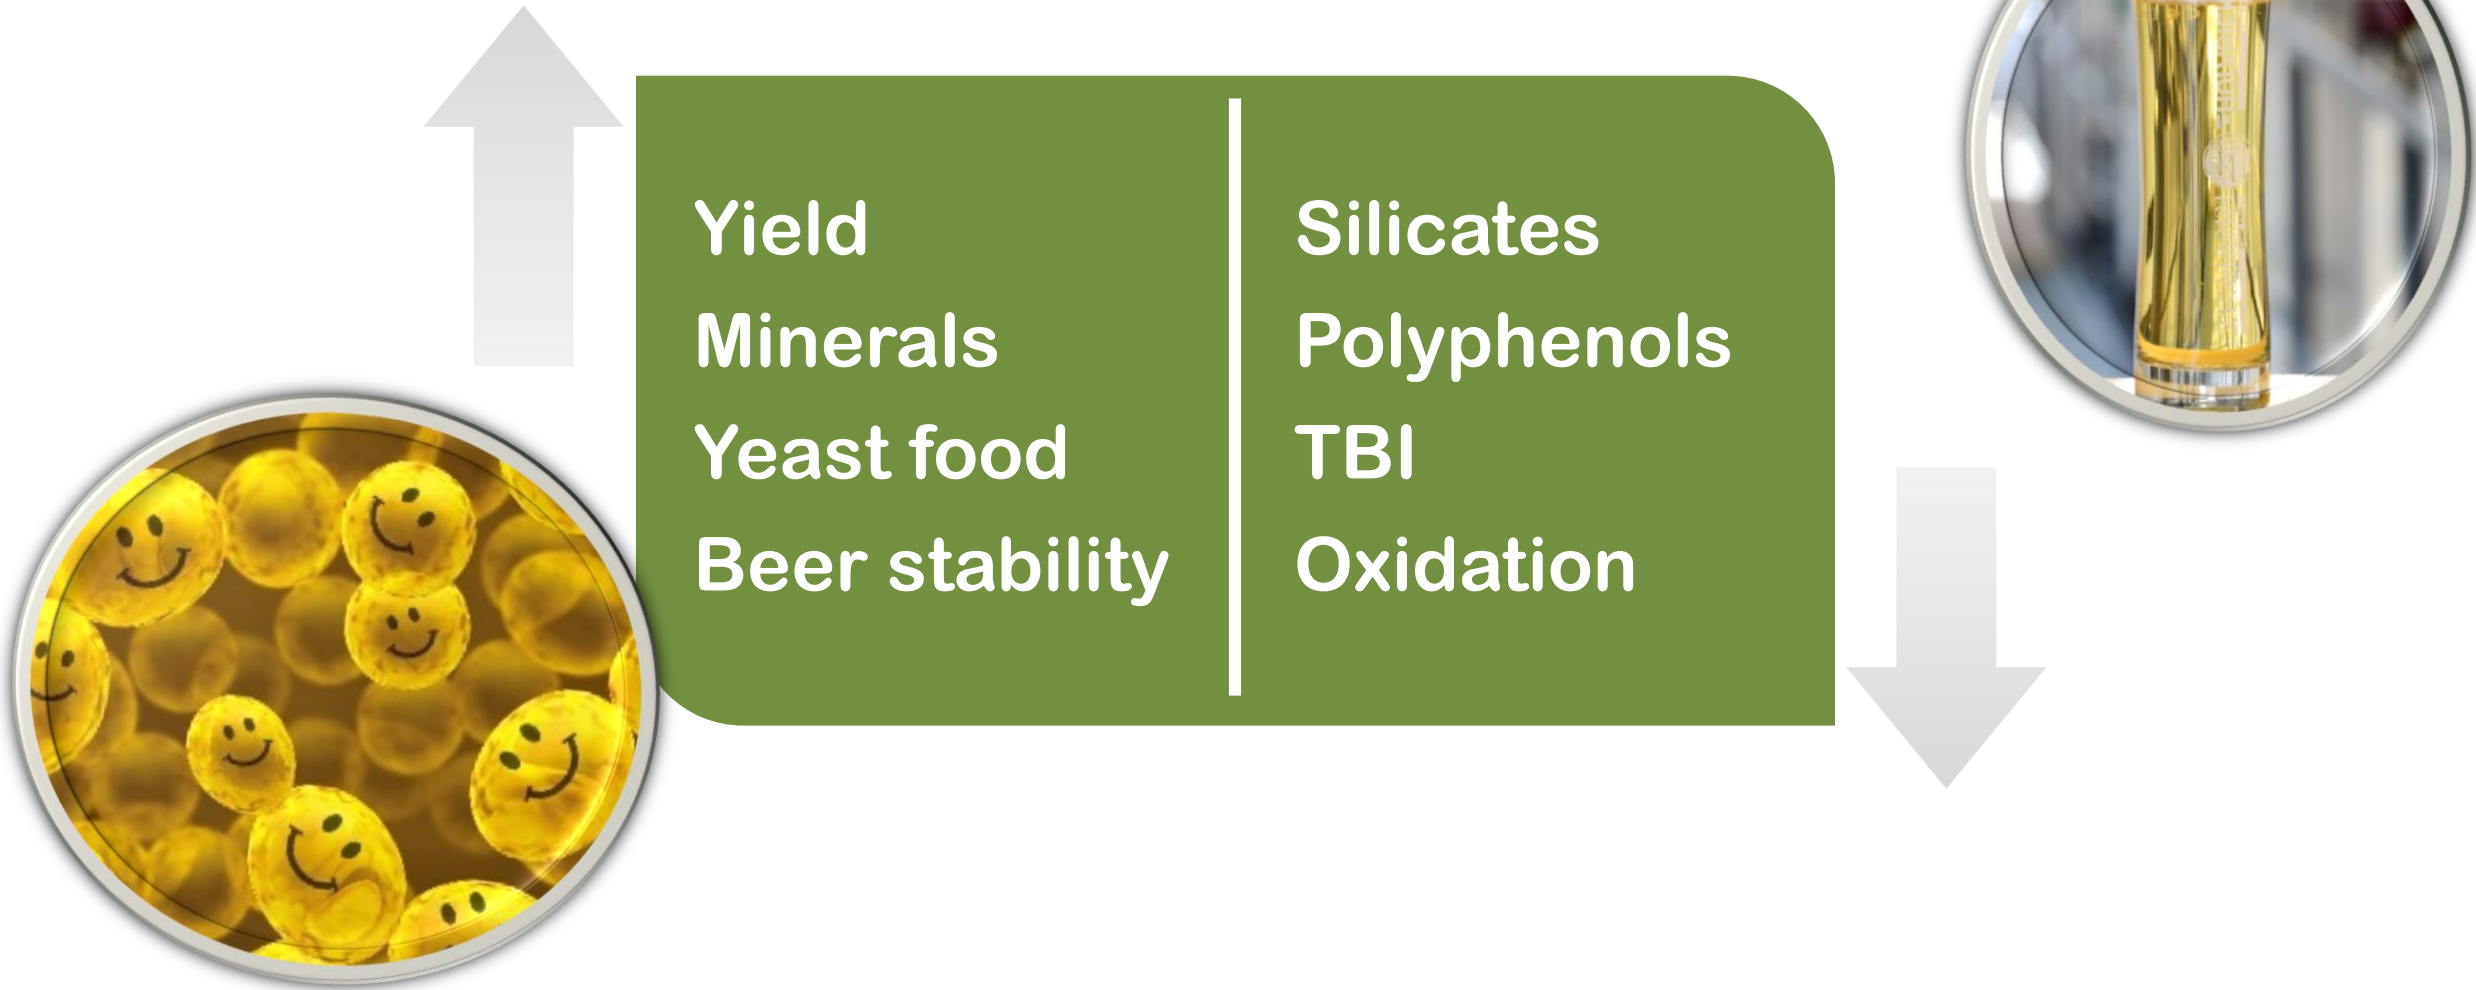 Yield
Minerals
Yeast food
Beer stability
Silicates
Polyphenols
TBI
Oxidation